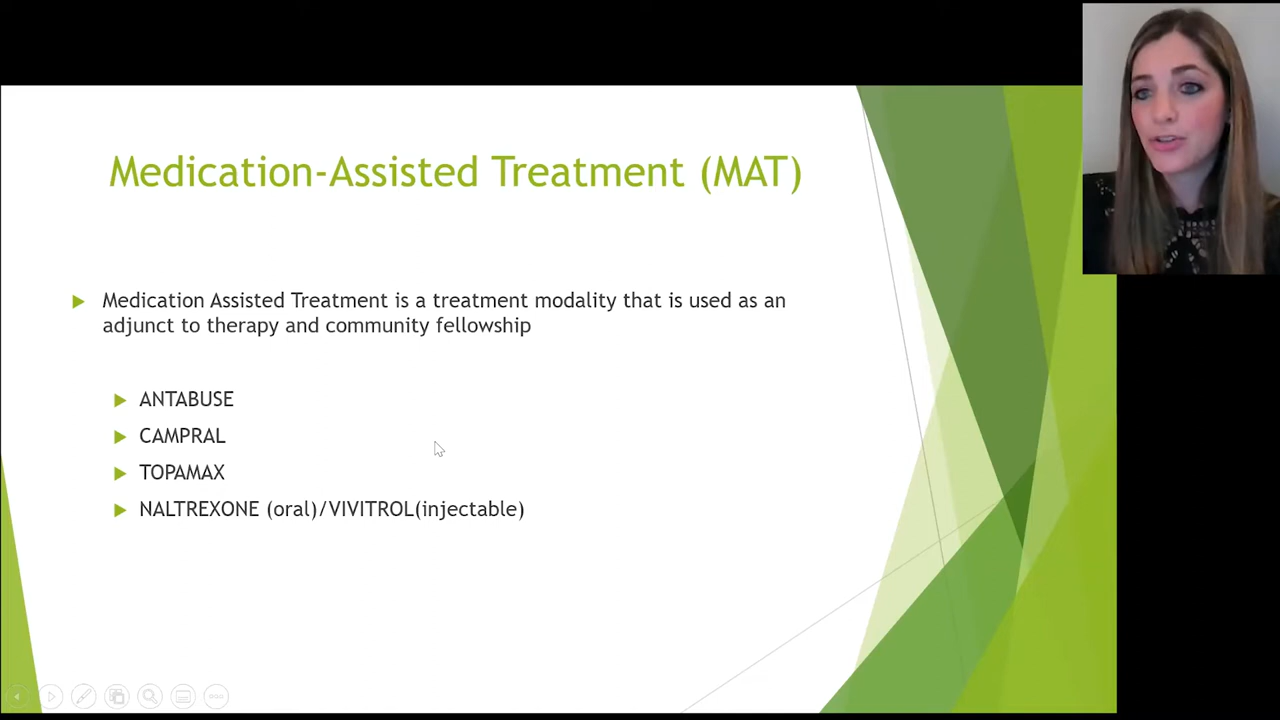 Medication-Assisted Treatment (MAT)
Medication Assisted Treatment is a treatment modality that is used as an
adjunct to therapy and community fellowship
ANTABUSE
CAMPRAL
TOPAMAX
NALTREXONE (oral)/VIVITROL(injectable)